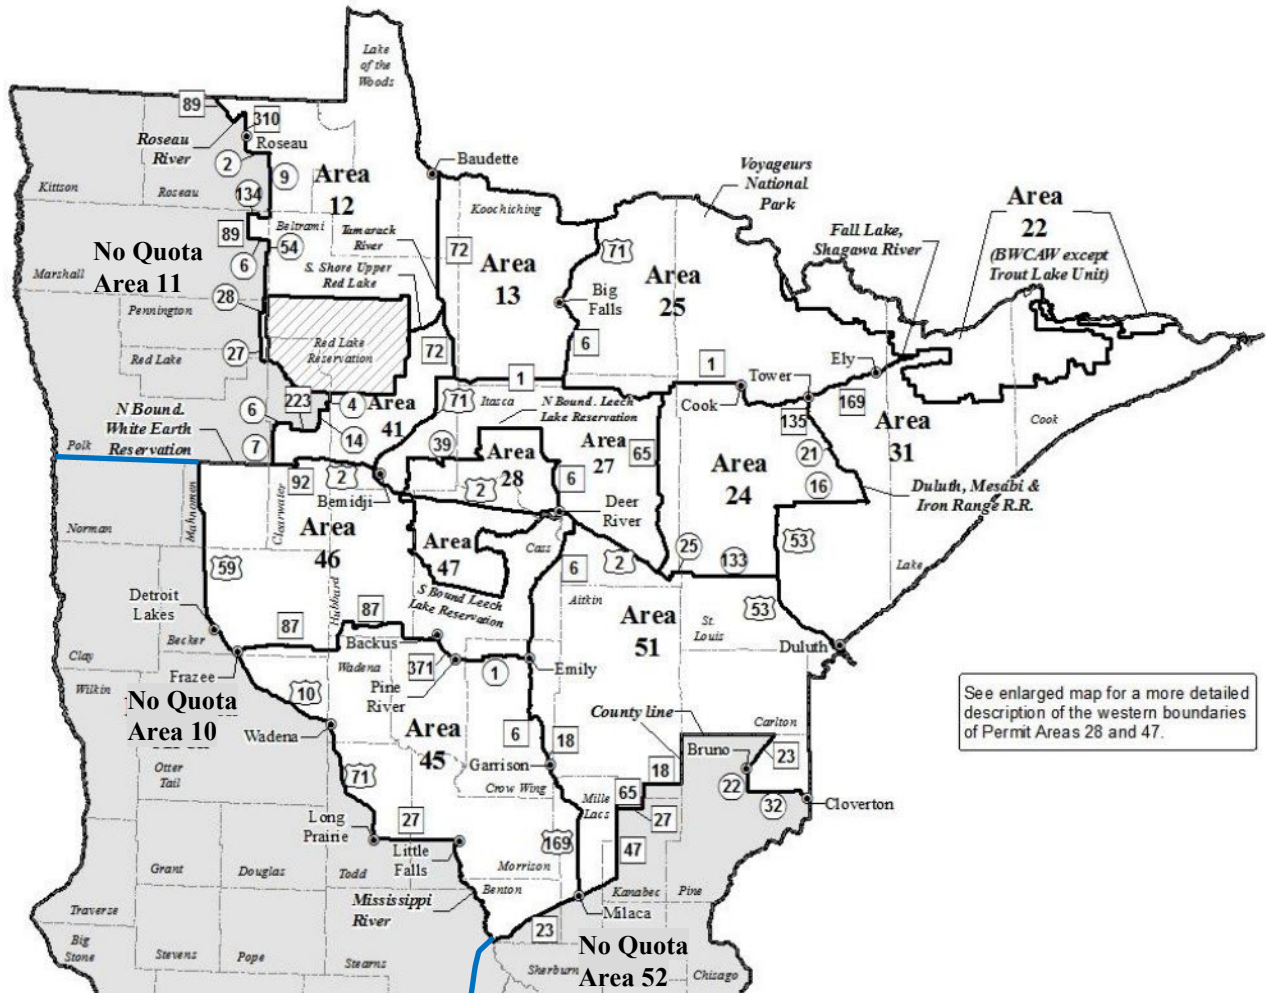 Lake
of the
Woods
89
310
Roseau
River
Roseau
2
9
134
Kittson
Roseau
Area
12
Baudette
Koochiching
Voyageurs
National
Park
Area
22
(BWCAW except
Trout Lake Unit)
Fall Lake,
Shagawa River
89
Beltrami
54
Tamarack
River
72
71
No Quota
Area 11
6
Marshall
S. Shore Upper
Red Lake
Area
13
Area
25
Big
Falls
28
Pennington
27
Red Lake
Red Lake
Reservation
72
6
1
Ely
Tower
1
223
4
Area
41
71
Itasca
N Bound. Leech
Lake Reservation
Cook
135
169
Area
31
Cook
N Bound.
White Earth
Reservation
6
14
7
39
Area
28
Area
27
65
21
Polk
92
2
2
6
Area
24
16
Bemidji
Deer
River
Duluth, Mesabi &
Iron Range R.R.
Norman
Mahnomen
Clearwater
Area
46
Area
47
Cass
25
133
53
59
6
2
Lake
Hubbard
S Bound Leech
Lake Reservation
Aitkin
Detroit
Lakes
87
87
Area
51
St.
Louis
53
Becker
Backus
Duluth
Clay
Frazee
Wadena
371
1
Emily
Wilkin
No Quota
Area 10
10
Pine
River
County line
See enlarged map for a more detailed
description of the western boundaries
of Permit Areas 28 and 47.
Wadena
Area
45
6
18
Carlton
Bruno
23
Otter
Tail
71
Garrison
18
22
Crow Wing
Mille
Lacs
65
32
Cloverton
Long
Prairie
27
27
Little
Falls
169
47
Grant
Douglas
Todd
Morrison
Mississippi
River
Benton
Kanabec
Pine
Traverse
Milaca
23
Big
Stone
Stevens
Pope
Stearns
No Quota
Area 52
Sherburn
Chisago